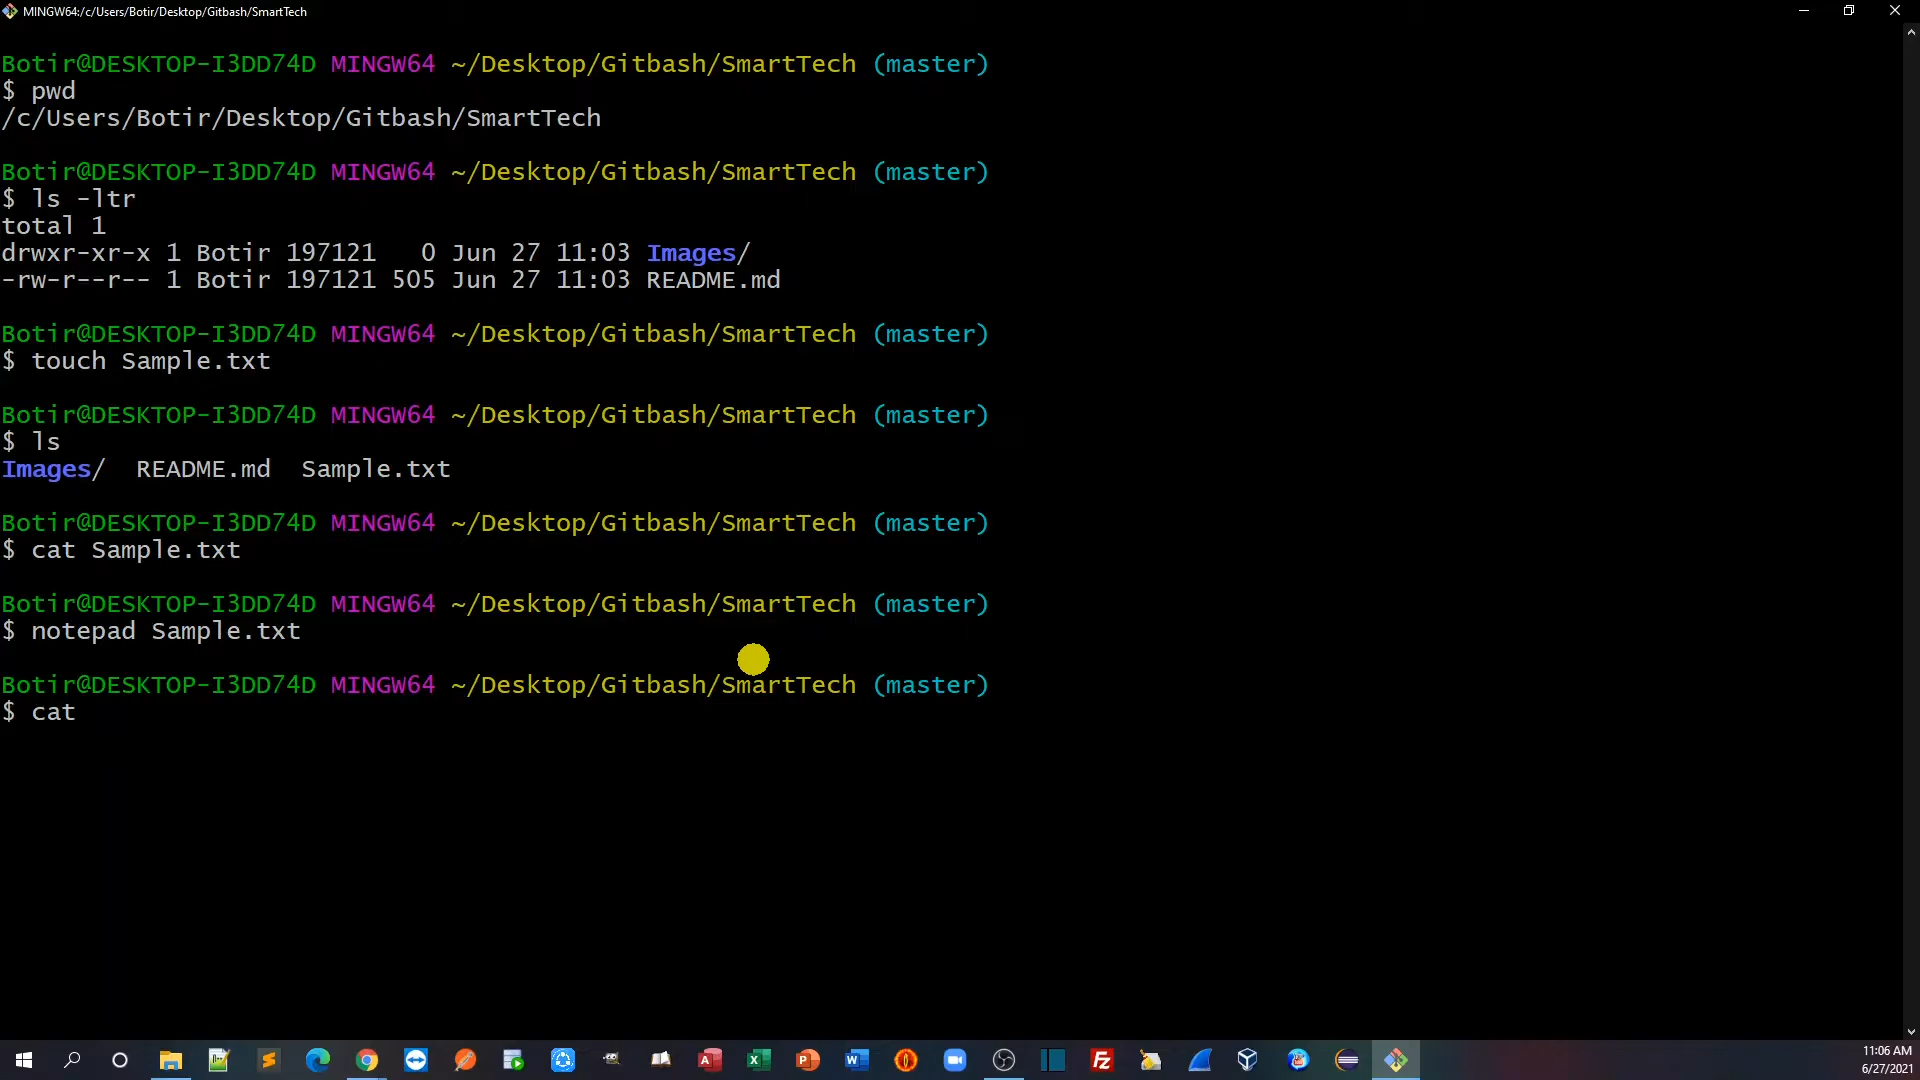 MINGW64:/c/Users/Botir/Desktop/Gitbash/SmartTech
Botir@DESKTOP-I3DD74D MINGW64 ~/Desktop/Gitbash/SmartTech (master)
$ pwd
/c/Users/Botir/Desktop/Gitbash/SmartTech
Botir@DESKTOP-I3DD74D MINGW64 ~/Desktop/Gitbash/SmartTech (master)
$ ls -ltr
total 1
drwxr-xr-x 1 Botir 197121   0 Jun 27 11:03 Images/
-rw-r--r-- 1 Botir 197121 505 Jun 27 11:03 README.md
Botir@DESKTOP-I3DD74D MINGW64 ~/Desktop/Gitbash/SmartTech (master)
$ touch Sample.txt
Botir@DESKTOP-I3DD74D MINGW64 ~/Desktop/Gitbash/SmartTech (master)
$ ls
Images/  README.md  Sample.txt
Botir@DESKTOP-I3DD74D MINGW64 ~/Desktop/Gitbash/SmartTech (master)
$ cat Sample.txt
Botir@DESKTOP-I3DD74D MINGW64 ~/Desktop/Gitbash/SmartTech (master)
$ notepad Sample.txt
Botir@DESKTOP-I3DD74D MINGW64 ~/Desktop/Gitbash/SmartTech (master)
$ cat
11:06 AM
6/27/2021